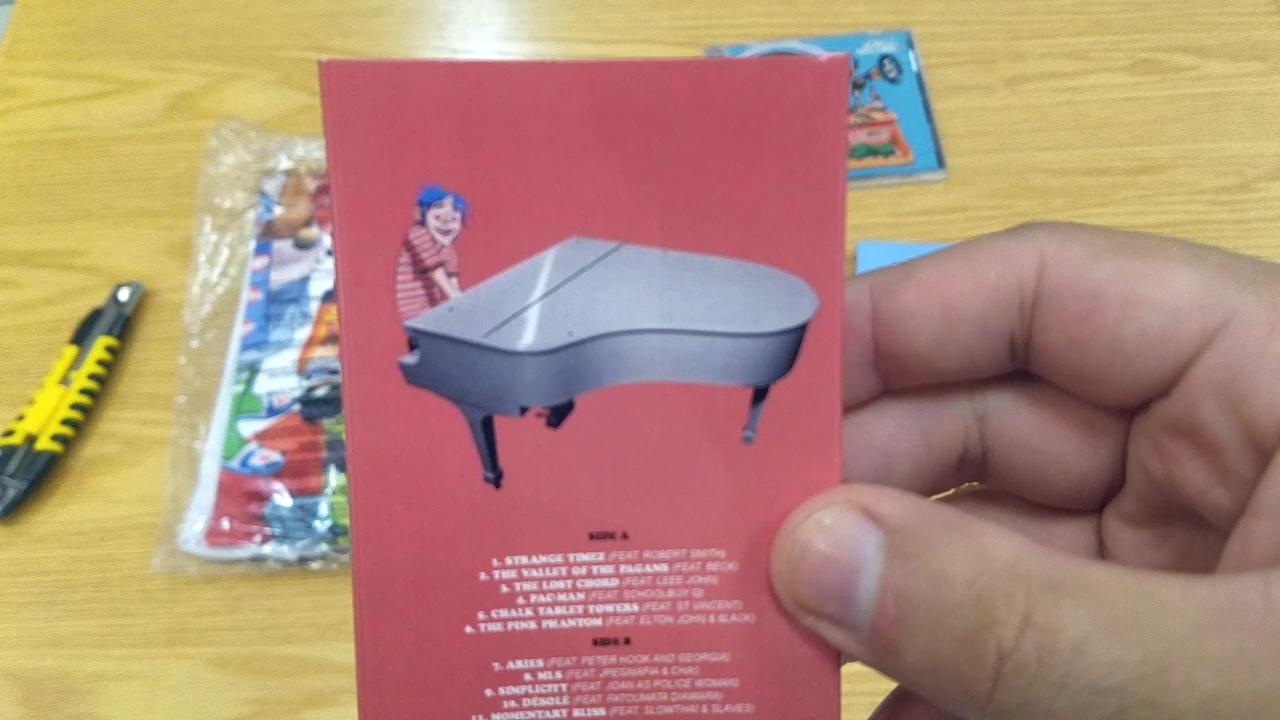 SIDE A
1. STRANGE TIMEZ (FEAT. ROBERT SMITH)
2. THE VALLEY OF THE PAGANS (FEAT. BECK)
3. THE LOST CHORD (FEAT. LEEE JOHN)
4. PAC-MAN (FEAT. SCHOOLBOY Q)
5. CHALK TABLET TOWERS (FEAT. ST VINCENT)
6. THE PINK PHANTOM (FEAT. ELTON JOHN & 6LACK)
SIDE B
7. ARIES (FEAT. PETER HOOK AND GEORGIA)
8. MLS (FEAT. JPEGMAFIA & CHAI)
9. SIMPLICITY (FEAT. JOAN AS POLICE WOMAN)
10. DÉSOLÉ (FEAT. FATOUMATA DIAWARA)
11. MOMENTARY BLISS (FEAT. SLOWTHAI & SLAVES)